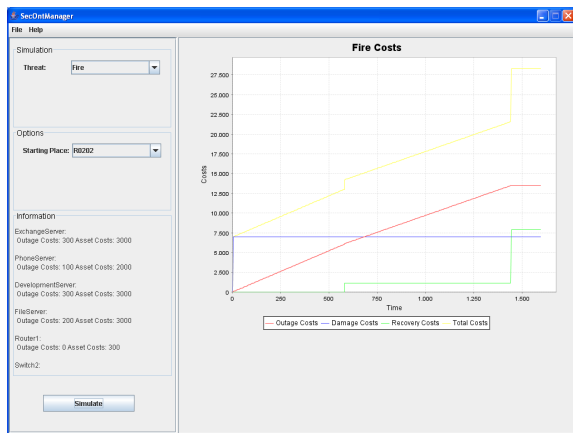 SecOntManager
File Help
Simulation
Threat: Fire
Options
Starting Place: R0202
Information
ExchangeServer:
Outage Costs: 300 Asset Costs: 3000
PhoneServer:
Outage Costs: 100 Asset Costs: 2000
DevelopmentServer:
Outage Costs: 300 Asset Costs: 3000
FileServer:
Outage Costs: 200 Asset Costs: 3000
Router1:
Outage Costs: 0 Asset Costs: 300
Switch2:
Simulate
Fire Costs
27.500
25.000
22.500
20.000
17.500
15.000
12.500
10.000
7.500
5.000
2.500
0
Costs
0 250 500 750 1.000 1.250 1.500
Time
Outage Costs Damage Costs Recovery Costs Total Costs